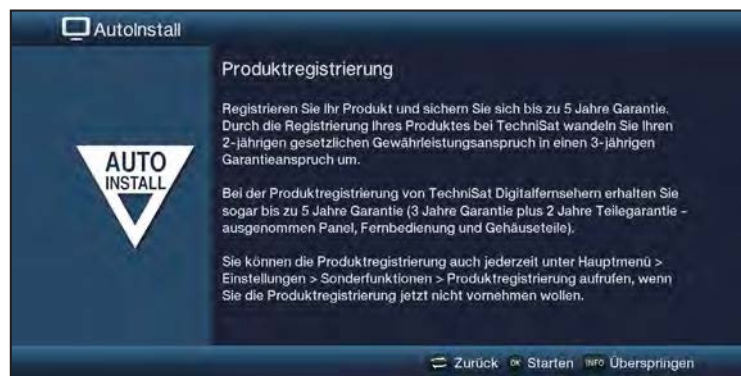 AutoInstall
Produktregistrierung
Registrieren Sie Ihr Produkt und sichern Sie sich bis zu 5 Jahre Garantie.
Durch die Registrierung Ihres Produktes bei TechniSat wandeln Sie Ihren
2-jährigen gesetzlichen Gewährleistungsanspruch in einen 3-jährigen
Garantieanspruch um.
AUTO
INSTALL
Bei der Produktregistrierung von TechniSat Digitalfernsehern erhalten Sie
sogar bis zu 5 Jahre Garantie (3 Jahre Garantie plus 2 Jahre Teilegarantie –
ausgenommen Panel, Fernbedienung und Gehäuseteile).
Sie können die Produktregistrierung auch jederzeit unter Hauptmenü >
Einstellungen > Sonderfunktionen > Produktregistrierung aufrufen, wenn
Sie die Produktregistrierung jetzt nicht vornehmen wollen.
Zurück OK Starten INFO Überspringen